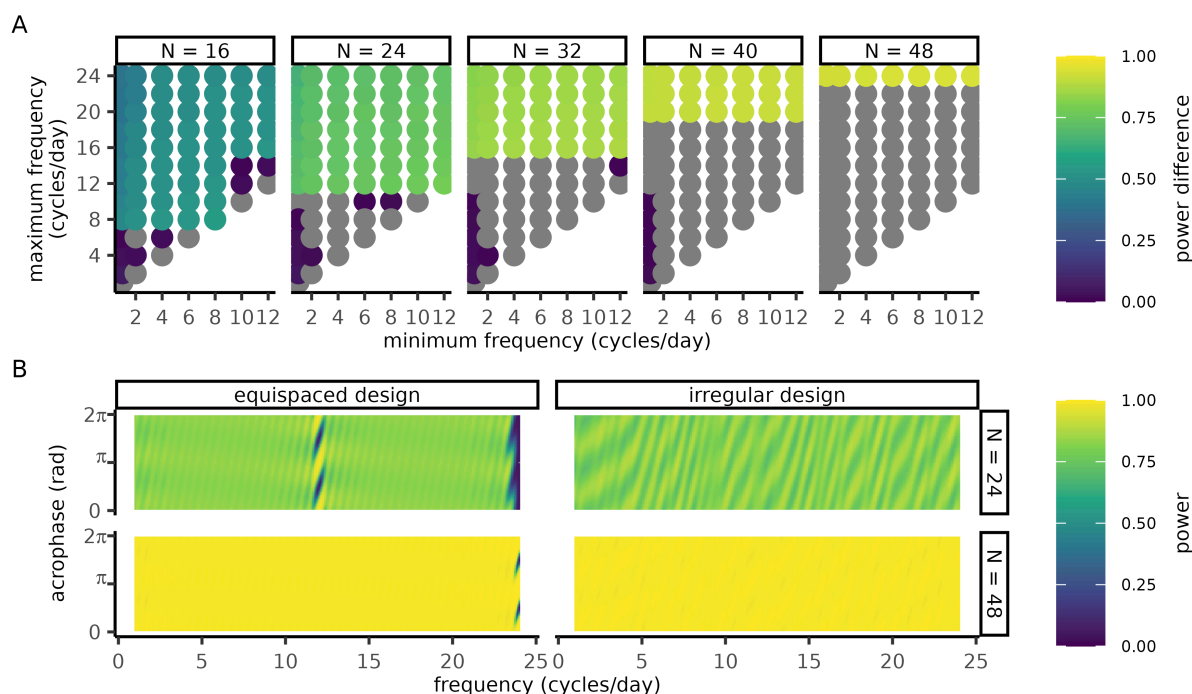 A
N = 16
N = 24
N = 32
N = 40
N = 48
maximum frequency
(cycles/day)
24
20
16
12
8
4
2 4 6 8 10 12
2 4 6 8 10 12
2 4 6 8 10 12
2 4 6 8 10 12
2 4 6 8 10 12
minimum frequency (cycles/day)
1.00
0.75
0.50
0.25
0.00
power difference
B
equispaced design
irregular design
acrophase (rad)
2π
π
0
N = 24
2π
π
0
N = 48
0 5 10 15 20 25
0 5 10 15 20 25
frequency (cycles/day)
1.00
0.75
0.50
0.25
0.00
power